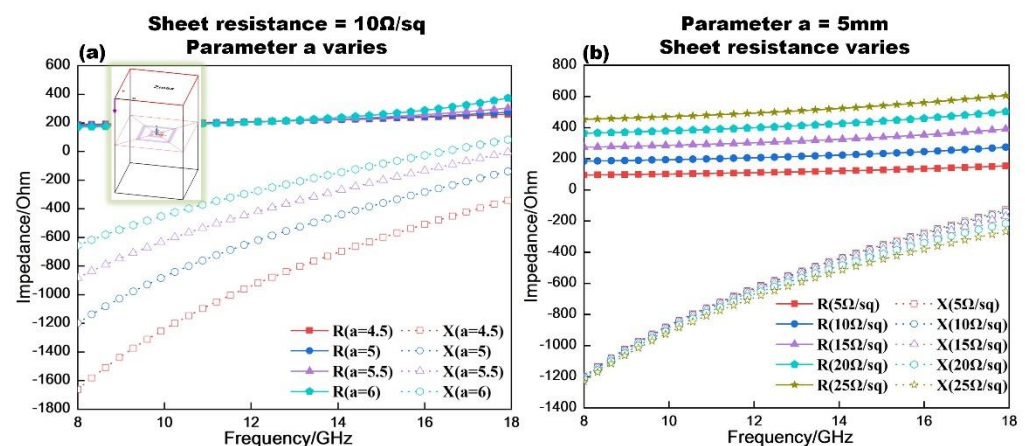 Sheet resistance = 10Ω/sq
Parameter a varies
(a)
Impedance/Ohm
600
400
200
0
-200
-400
-600
-800
-1000
-1200
-1400
-1600
-1800
8
10
12
14
16
18
Frequency/GHz
R(a=4.5)
X(a=4.5)
R(a=5)
X(a=5)
R(a=5.5)
X(a=5.5)
R(a=6)
X(a=6)
Parameter a = 5mm
Sheet resistance varies
(b)
Impedance/Ohm
800
600
400
200
0
-200
-400
-600
-800
-1000
-1200
-1400
8
10
12
14
16
18
Frequency/GHz
R(5Ω/sq)
X(5Ω/sq)
R(10Ω/sq)
X(10Ω/sq)
R(15Ω/sq)
X(15Ω/sq)
R(20Ω/sq)
X(20Ω/sq)
R(25Ω/sq)
X(25Ω/sq)